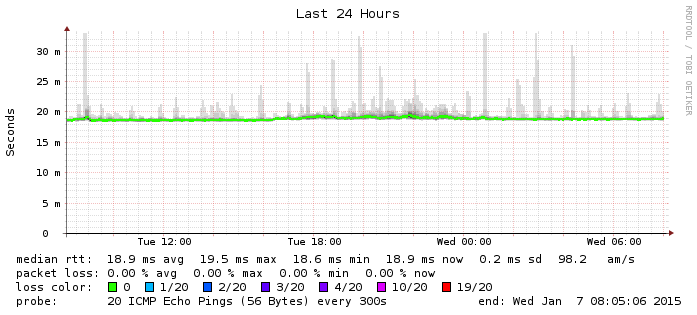 Last 24 Hours
RRDTOOL / TOBI OETIKER
Seconds
30 m
25 m
20 m
15 m
10 m
5 m
0
Tue 12:00 Tue 18:00 Wed 00:00 Wed 06:00
median rtt: 18.9 ms avg 19.5 ms max 18.6 ms min 18.9 ms now 0.2 ms sd 98.2 am/s
packet loss: 0.00 % avg 0.00 % max 0.00 % min 0.00 % now
loss color: 0 1/20 2/20 3/20 4/20 10/20 19/20
probe: 20 ICMP Echo Pings (56 Bytes) every 300s end: Wed Jan 7 08:05:06 2015